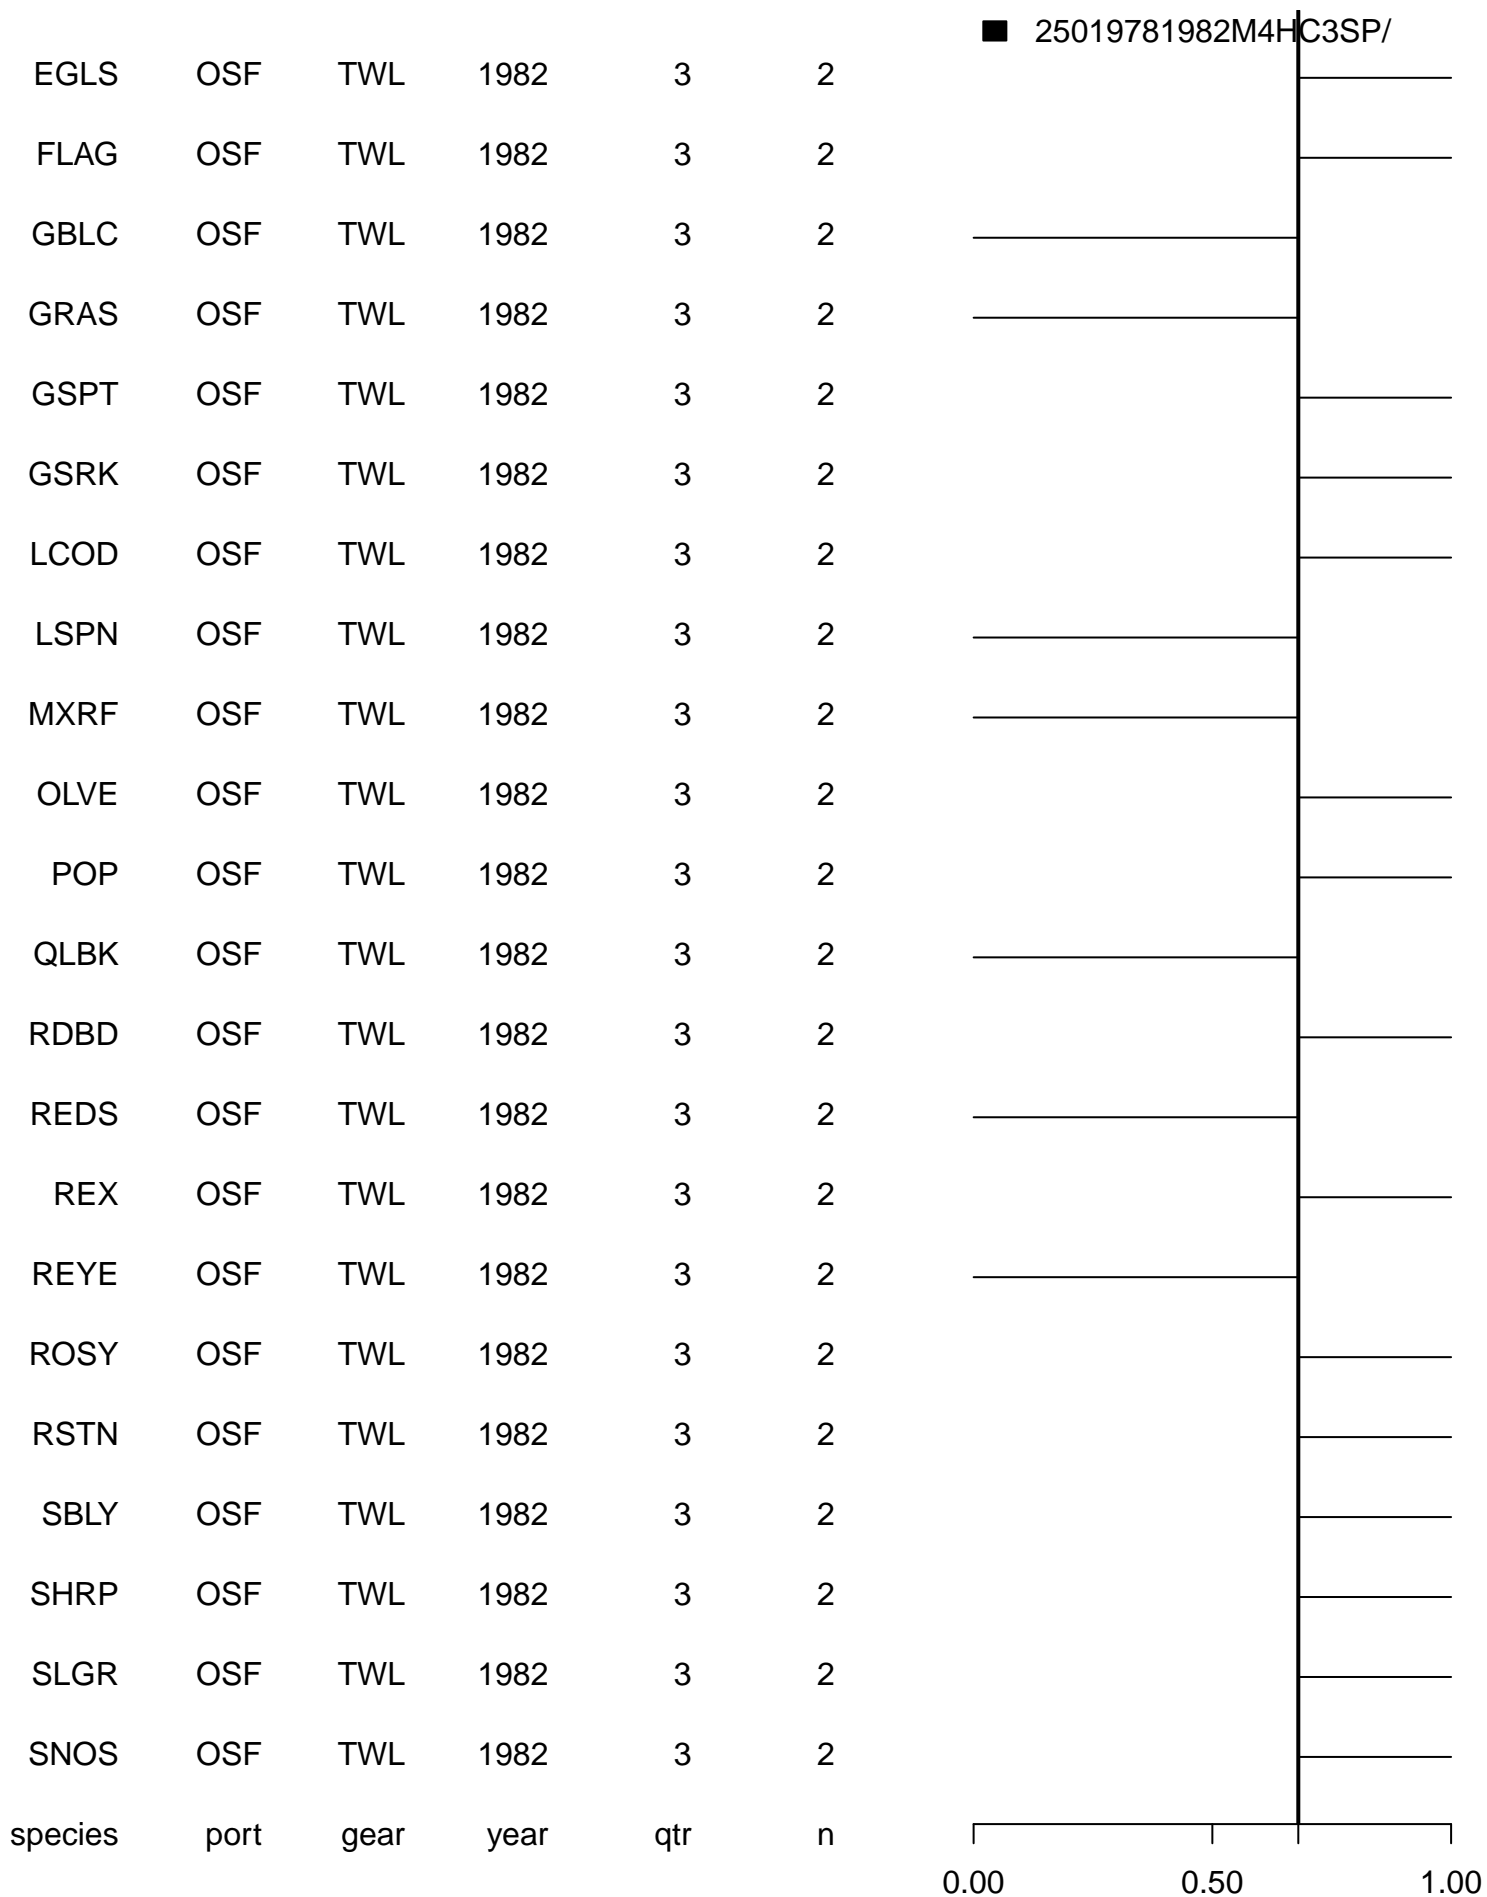 25019781982M4HC3SP/
EGLS OSF TWL 1982 3 2
FLAG OSF TWL 1982 3 2
GBLC OSF TWL 1982 3 2
GRAS OSF TWL 1982 3 2
GSPT OSF TWL 1982 3 2
GSRK OSF TWL 1982 3 2
LCOD OSF TWL 1982 3 2
LSPN OSF TWL 1982 3 2
MXRF OSF TWL 1982 3 2
OLVE OSF TWL 1982 3 2
POP OSF TWL 1982 3 2
QLBK OSF TWL 1982 3 2
RDBD OSF TWL 1982 3 2
REDS OSF TWL 1982 3 2
REX OSF TWL 1982 3 2
REYE OSF TWL 1982 3 2
ROSY OSF TWL 1982 3 2
RSTN OSF TWL 1982 3 2
SBLY OSF TWL 1982 3 2
SHRP OSF TWL 1982 3 2
SLGR OSF TWL 1982 3 2
SNOS OSF TWL 1982 3 2
species port gear year qtr n
0.00 0.50 1.00